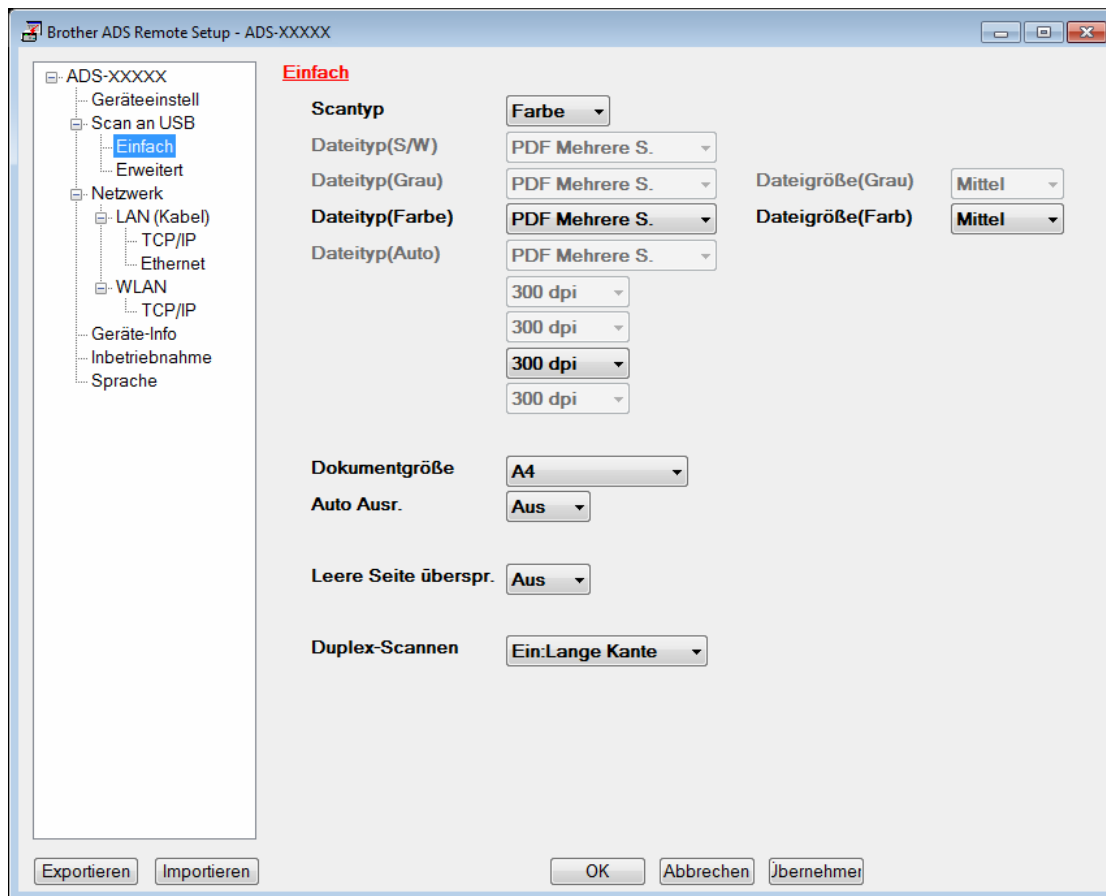 Brother ADS Remote Setup - ADS-XXXXX
ADS-XXXXX
Geräteeinstell
Scan an USB
Einfach
Erweitert
Netzwerk
LAN (Kabel)
TCP/IP
Ethernet
WLAN
TCP/IP
Geräte-Info
Inbetriebnahme
Sprache
Einfach
Scantyp Farbe
Dateityp(S/W) PDF Mehrere S.
Dateityp(Grau) PDF Mehrere S. Dateigröße(Grau) Mittel
Dateityp(Farbe) PDF Mehrere S. Dateigröße(Farb) Mittel
Dateityp(Auto) PDF Mehrere S.
300 dpi
300 dpi
300 dpi
300 dpi
Dokumentgröße A4
Auto Ausr. Aus
Leere Seite überspr. Aus
Duplex-Scannen Ein:Lange Kante
Exportieren Importieren OK Abbrechen Übernehmer